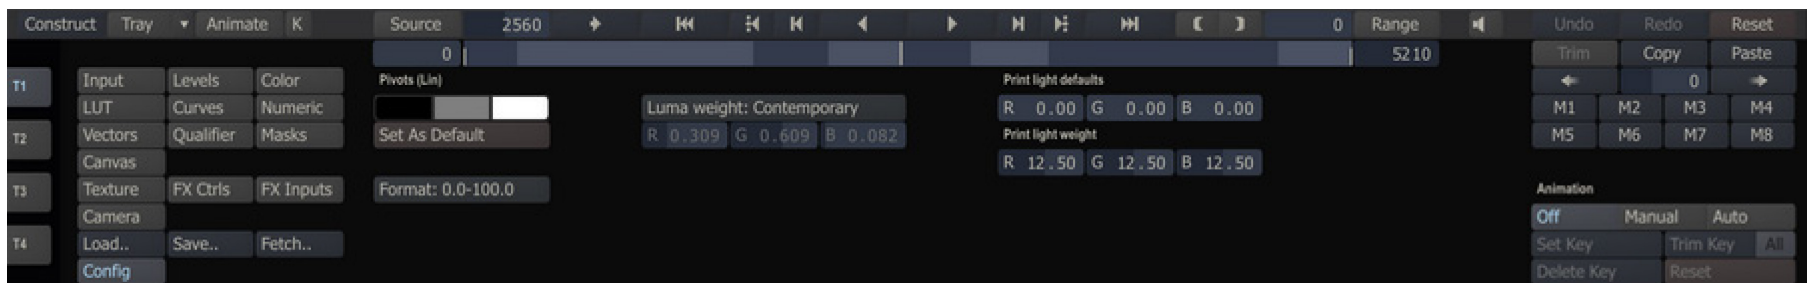 Construct Tray Animate K Source 2560 0 Range Undo Redo Reset
0 5210 Trim Copy Paste
T1 Input Levels Color Pivots (Lin) Print light defaults 0
LUT Curves Numeric Luma weight: Contemporary R 0.00 G 0.00 B 0.00 M1 M2 M3 M4
T2 Vectors Qualifier Masks Set As Default R 0.309 G 0.609 B 0.082 Print light weight M5 M6 M7 M8
Canvas R 12.50 G 12.50 B 12.50
T3 Texture FX Ctrls FX Inputs Format: 0.0-100.0 Animation
Camera Off Manual Auto
T4 Load.. Save.. Fetch.. Set Key Trim Key All
Config Delete Key Reset